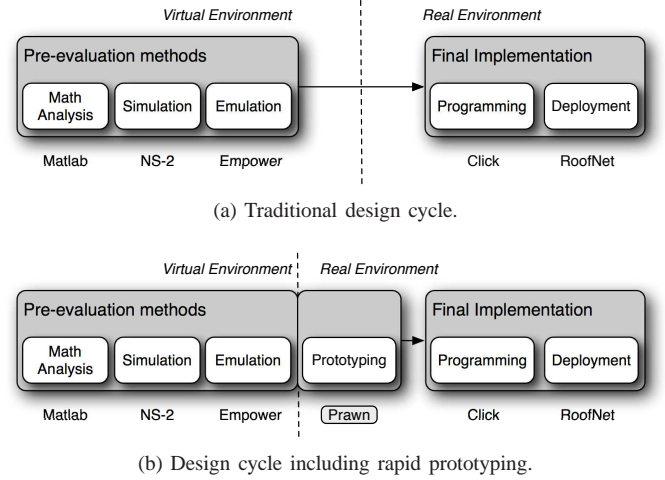 Virtual Environment Real Environment
Pre-evaluation methods Final Implementation
Math Analysis Simulation Emulation Programming Deployment
Matlab NS-2 Empower Click RoofNet
(a) Traditional design cycle.
Virtual Environment Real Environment
Pre-evaluation methods Final Implementation
Math Analysis Simulation Emulation Prototyping Programming Deployment
Matlab NS-2 Empower Prawn Click RoofNet
(b) Design cycle including rapid prototyping.